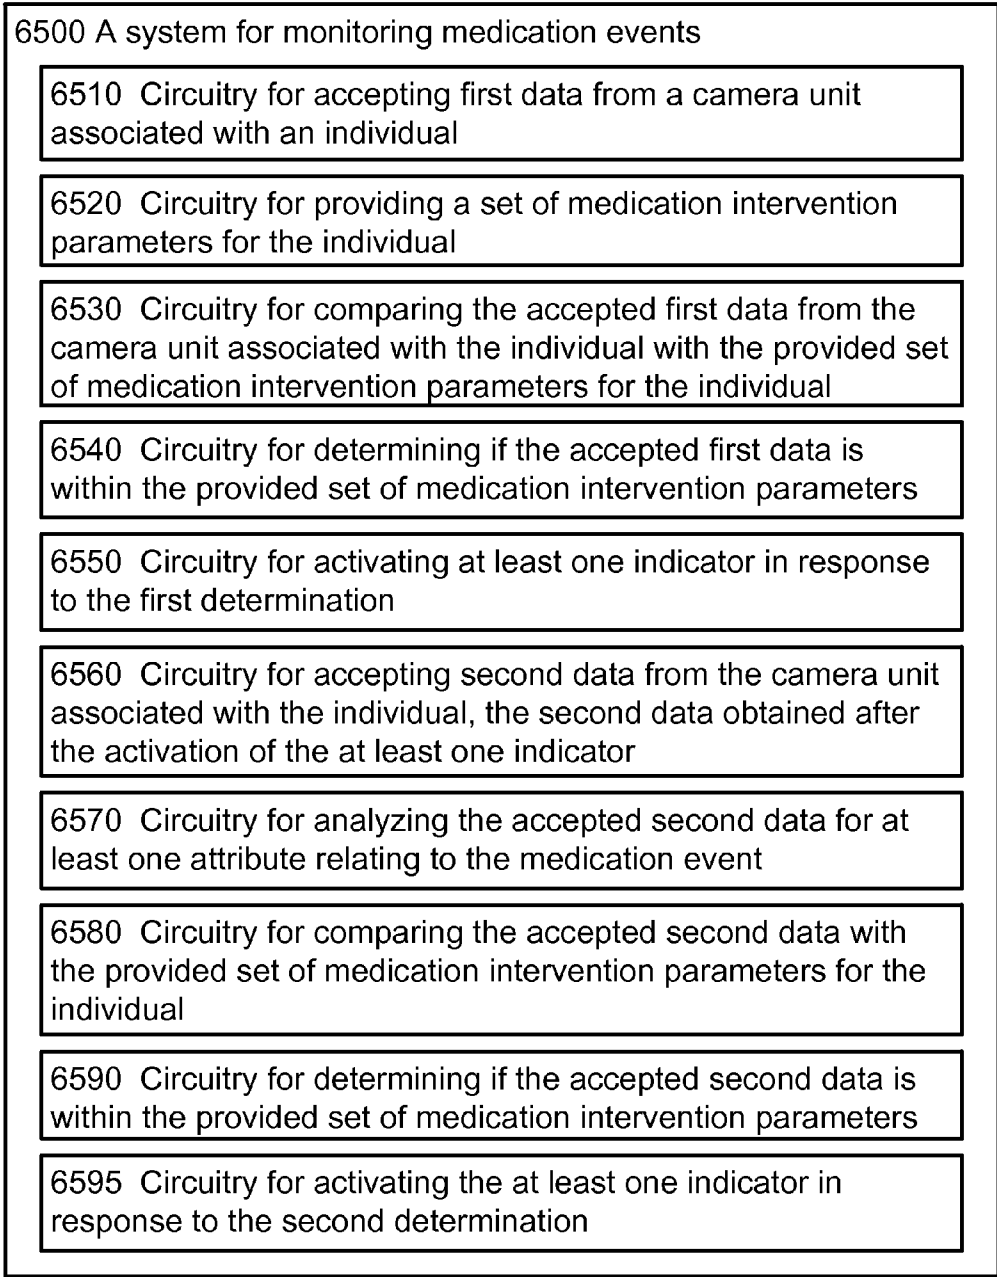 6500 A system for monitoring medication events
6510 Circuitry for accepting first data from a camera unit
associated with an individual
6520 Circuitry for providing a set of medication intervention
parameters for the individual
6530 Circuitry for comparing the accepted first data from the
camera unit associated with the individual with the provided set
of medication intervention parameters for the individual
6540 Circuitry for determining if the accepted first data is
within the provided set of medication intervention parameters
6550 Circuitry for activating at least one indicator in response
to the first determination
6560 Circuitry for accepting second data from the camera unit
associated with the individual, the second data obtained after
the activation of the at least one indicator
6570 Circuitry for analyzing the accepted second data for at
least one attribute relating to the medication event
6580 Circuitry for comparing the accepted second data with
the provided set of medication intervention parameters for the
individual
6590 Circuitry for determining if the accepted second data is
within the provided set of medication intervention parameters
6595 Circuitry for activating the at least one indicator in
response to the second determination